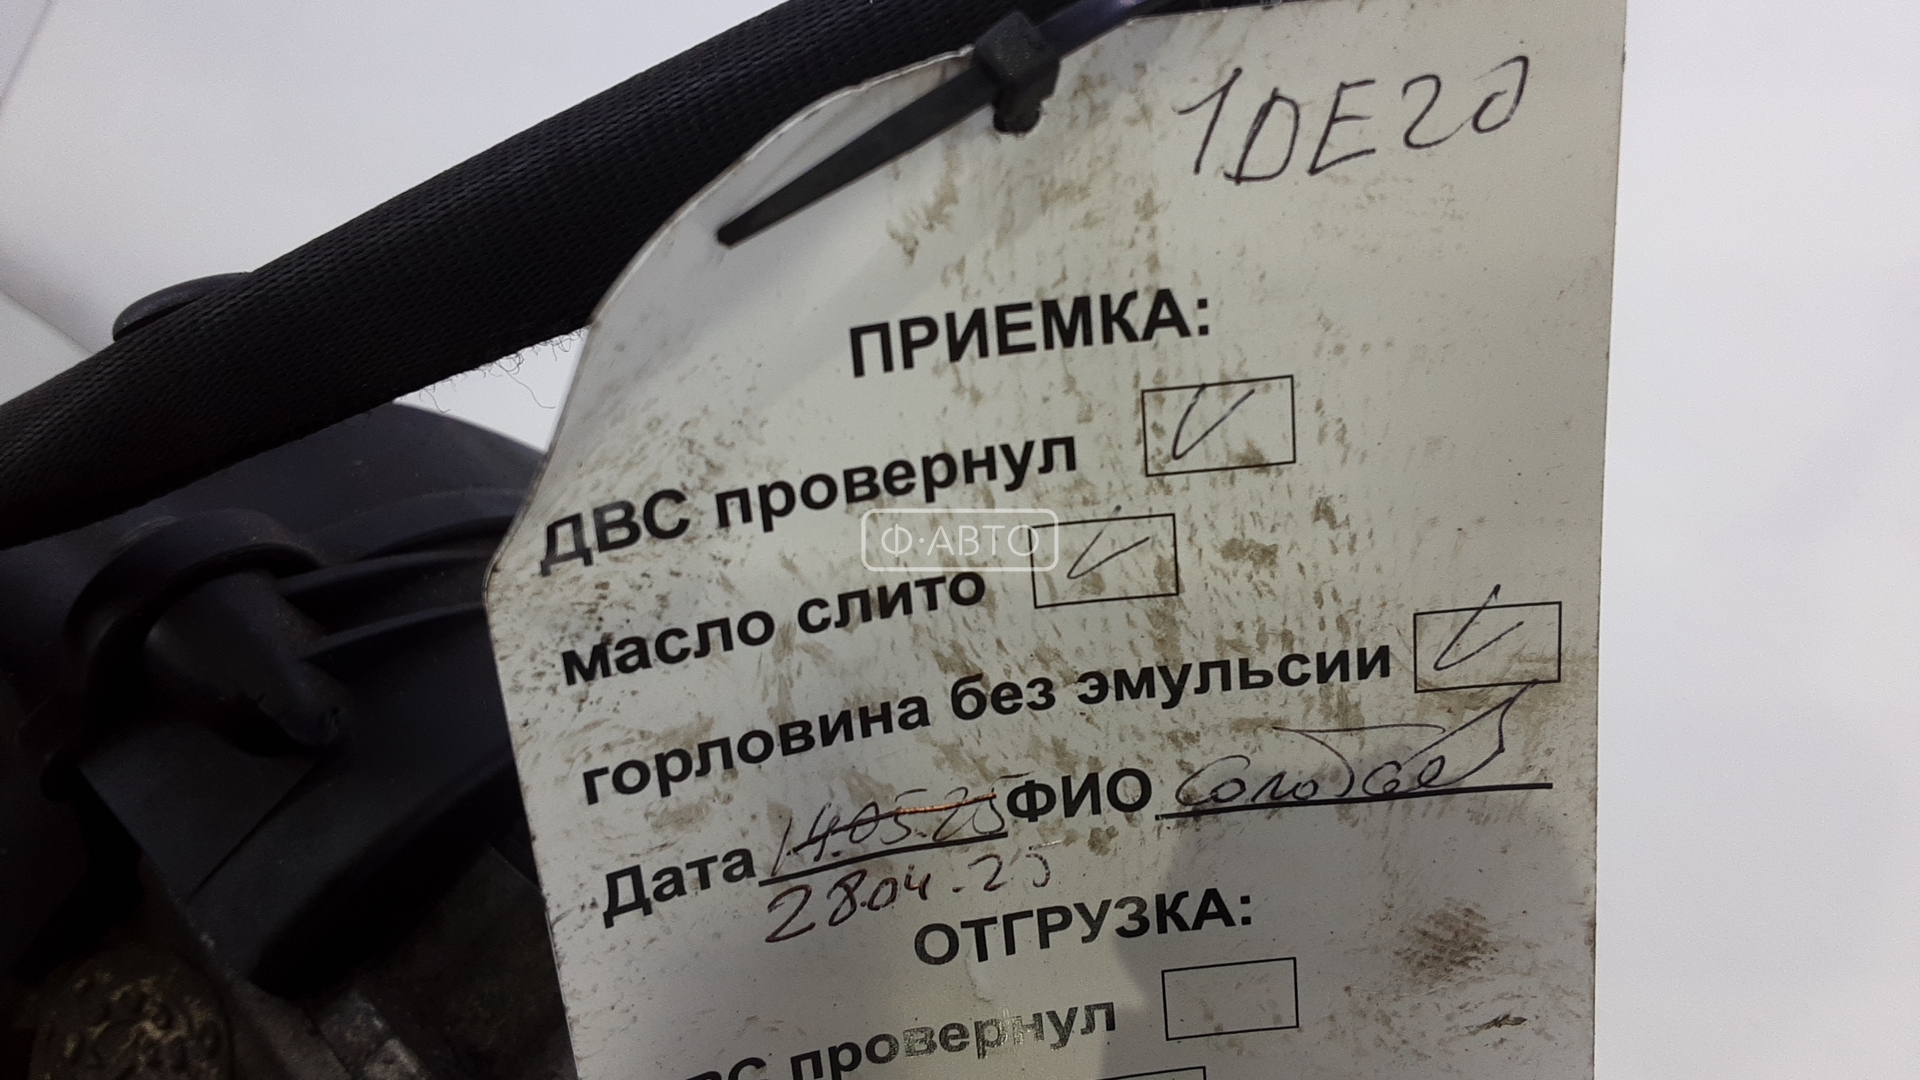 1DE20
ПРИЕМКА:
ДВС провернул
Ф·АВТО
масло слито
горловина без эмульсии
Дата 14.05.25 ФИО
28.04.25
ОТГРУЗКА:
ДВС провернул